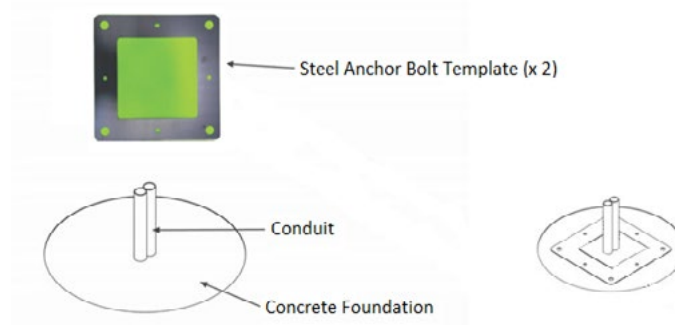 Steel Anchor Bolt Template (x 2)
Conduit
Concrete Foundation